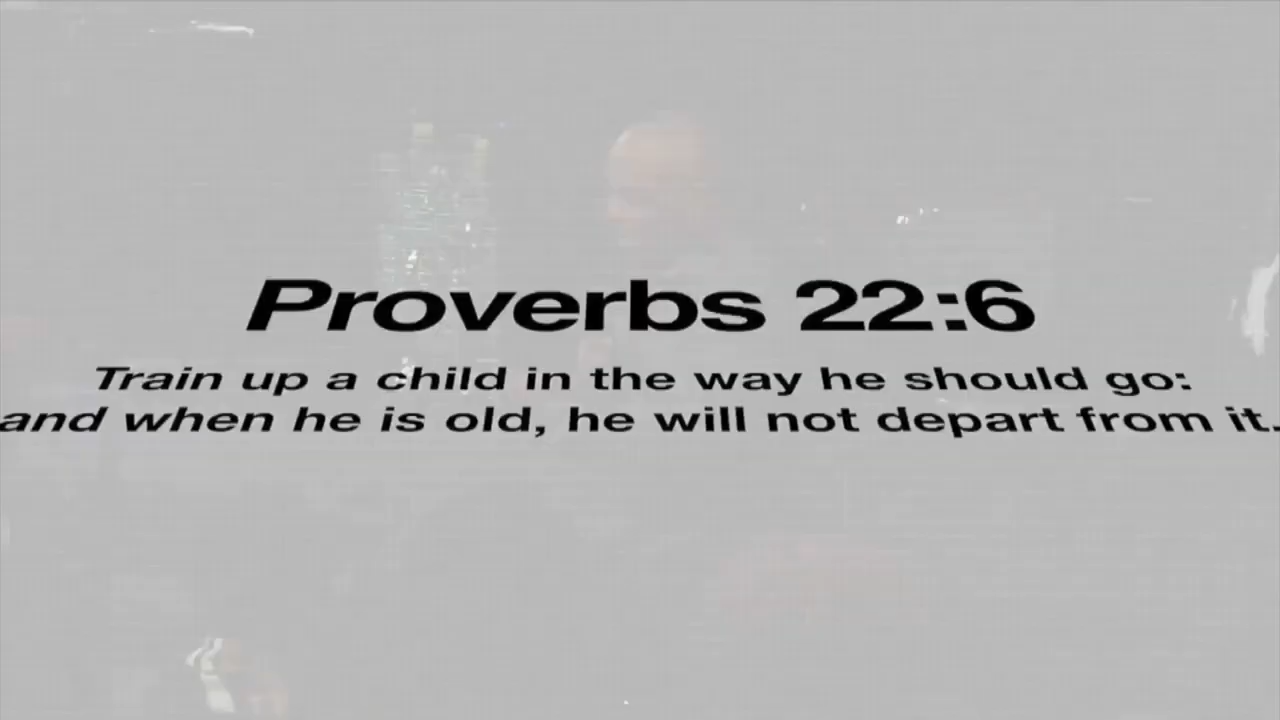 Proverbs 22:6
Train up a child in the way he should go:
and when he is old, he will not depart from it.